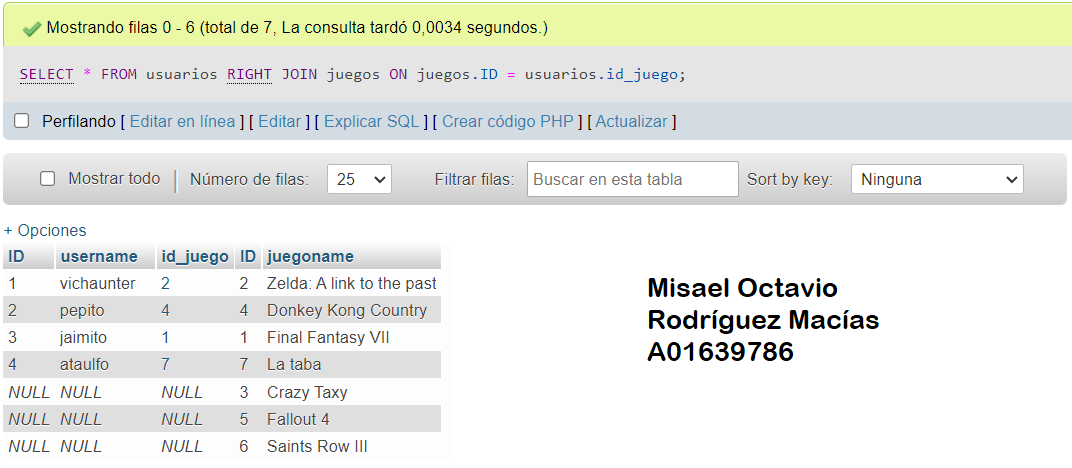 Mostrando filas 0 - 6 (total de 7, La consulta tardó 0,0034 segundos.)
SELECT * FROM usuarios RIGHT JOIN juegos ON juegos.ID = usuarios.id_juego;
Perfilando [ Editar en línea ] [ Editar ] [ Explicar SQL ] [ Crear código PHP ] [ Actualizar ]
Mostrar todo | Número de filas: 25 Filtrar filas: Buscar en esta tabla Sort by key: Ninguna
+ Opciones
ID username id_juego ID juegoname
1 vichaunter 2 2 Zelda: A link to the past
2 pepito 4 4 Donkey Kong Country
3 jaimito 1 1 Final Fantasy VII
4 ataulfo 7 7 La taba
NULL NULL NULL 3 Crazy Taxy
NULL NULL NULL 5 Fallout 4
NULL NULL NULL 6 Saints Row III
Misael Octavio
Rodríguez Macías
A01639786